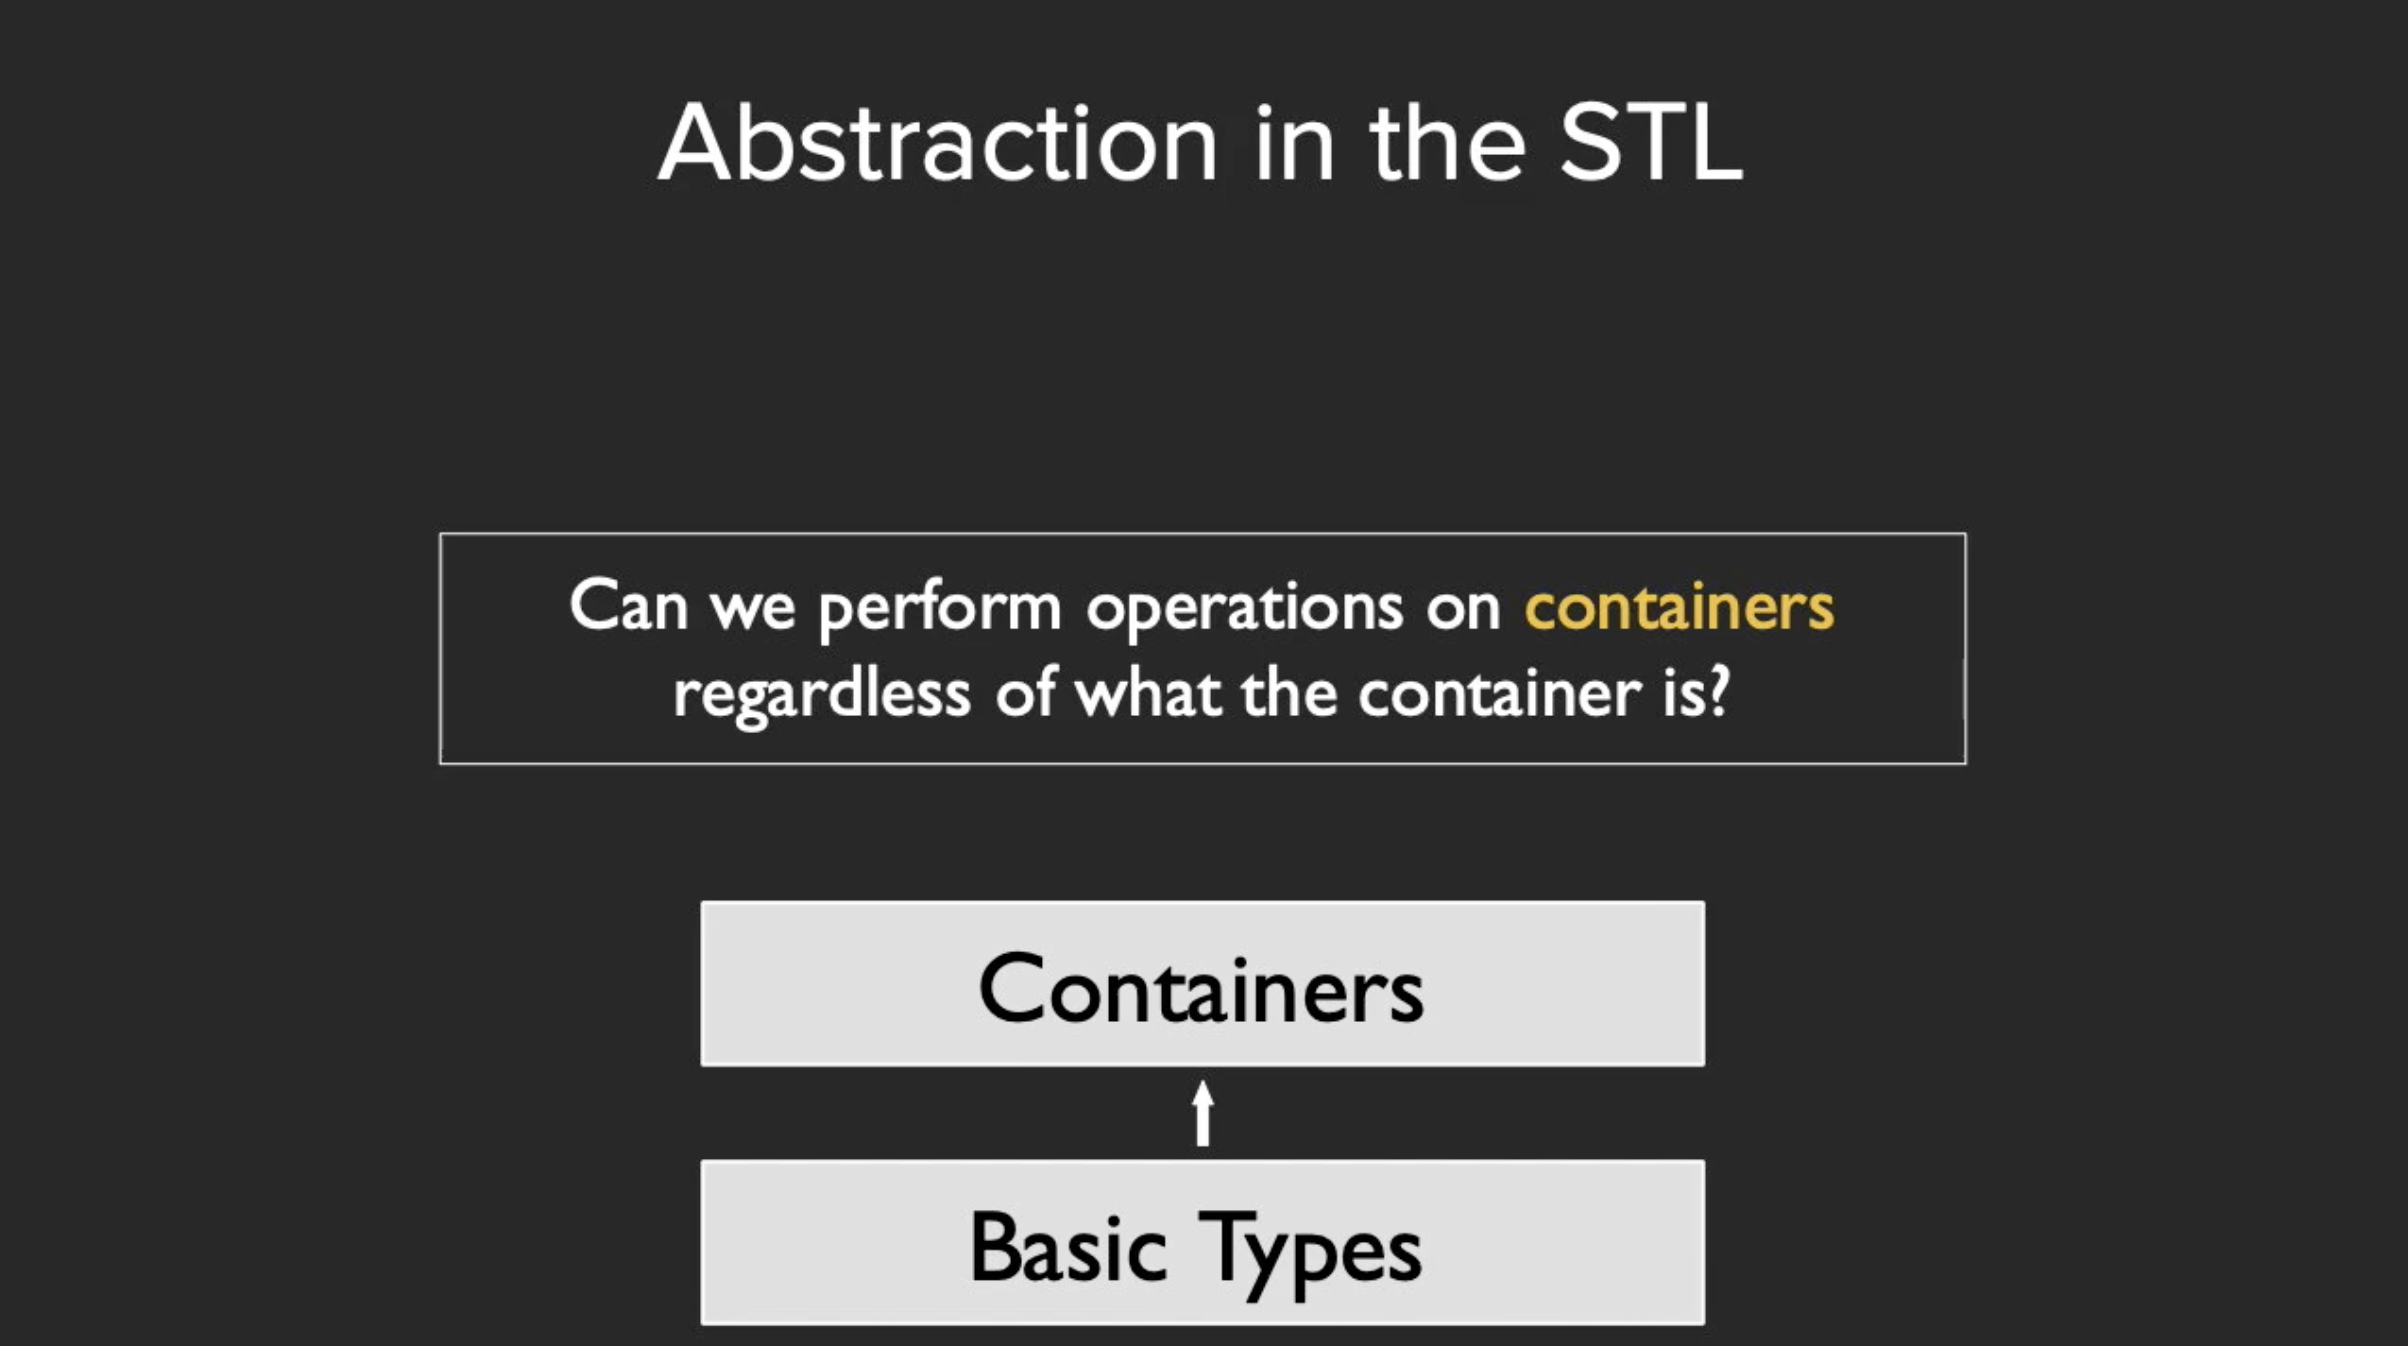 Abstraction in the STL
Can we perform operations on containers
regardless of what the container is?
Containers
Basic Types